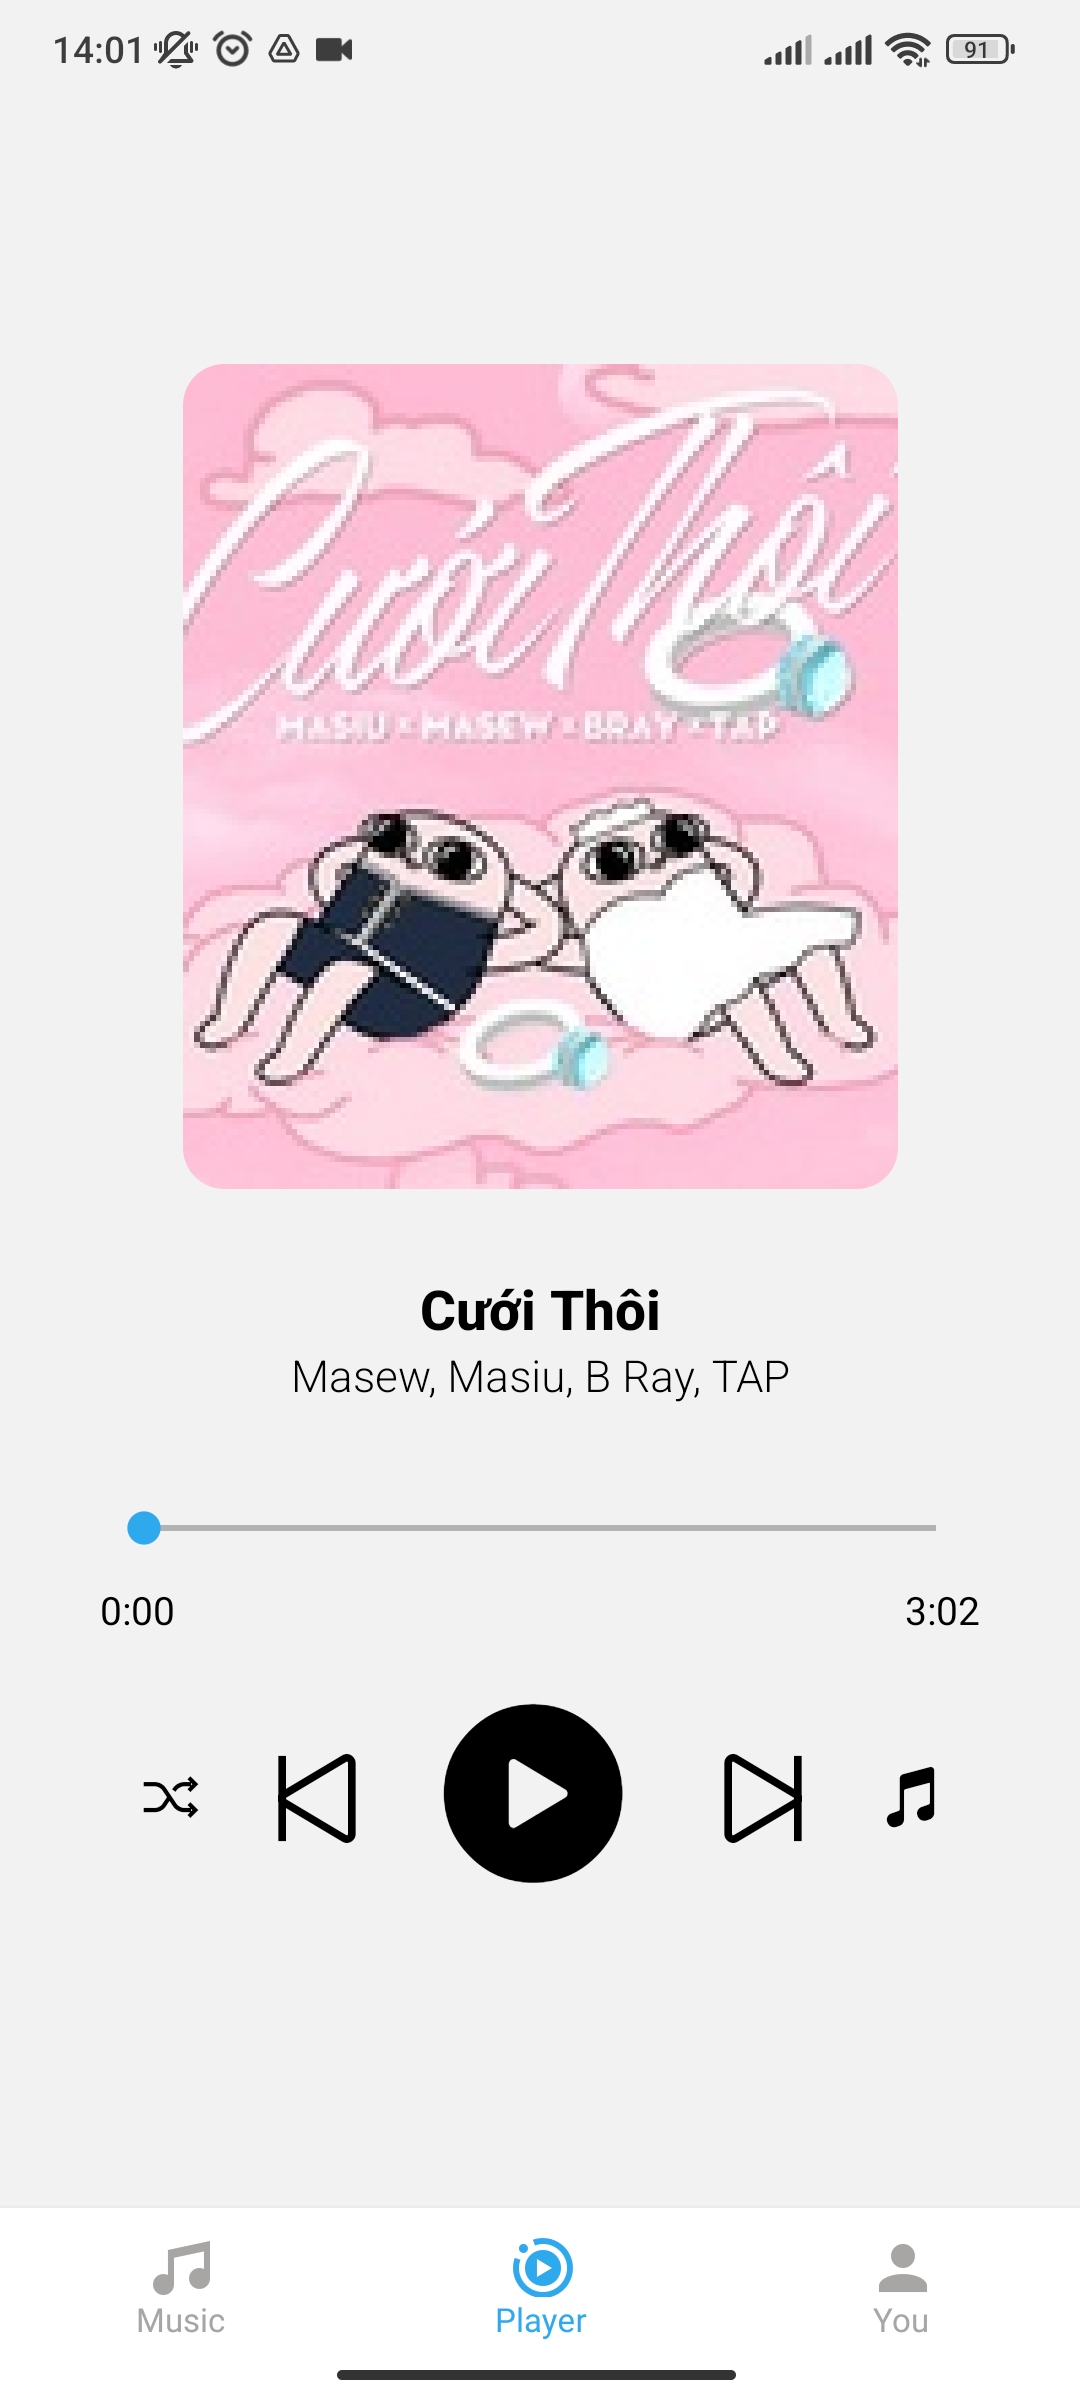 14:01
91
Cưới Thôi
MASIU × MASEW × BRAY × TAP
Cưới Thôi
Masew, Masiu, B Ray, TAP
0:00
3:02
Music
Player
You